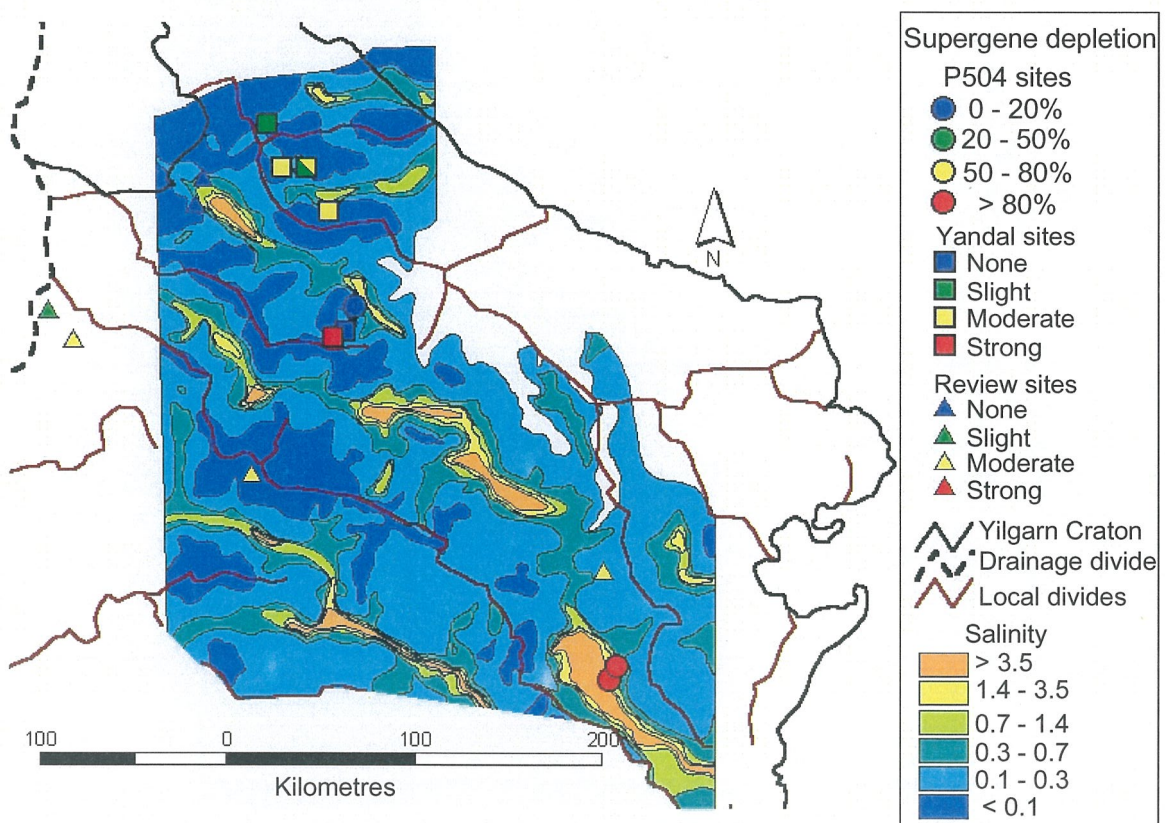 Supergene depletion
P504 sites
0 - 20%
20 - 50%
50 - 80%
> 80%
Yandal sites
None
Slight
Moderate
Strong
Review sites
None
Slight
Moderate
Strong
Yilgarn Craton
Drainage divide
Local divides
Salinity
> 3.5
1.4 - 3.5
0.7 - 1.4
0.3 - 0.7
0.1 - 0.3
< 0.1
N
100 0 100 200
Kilometres